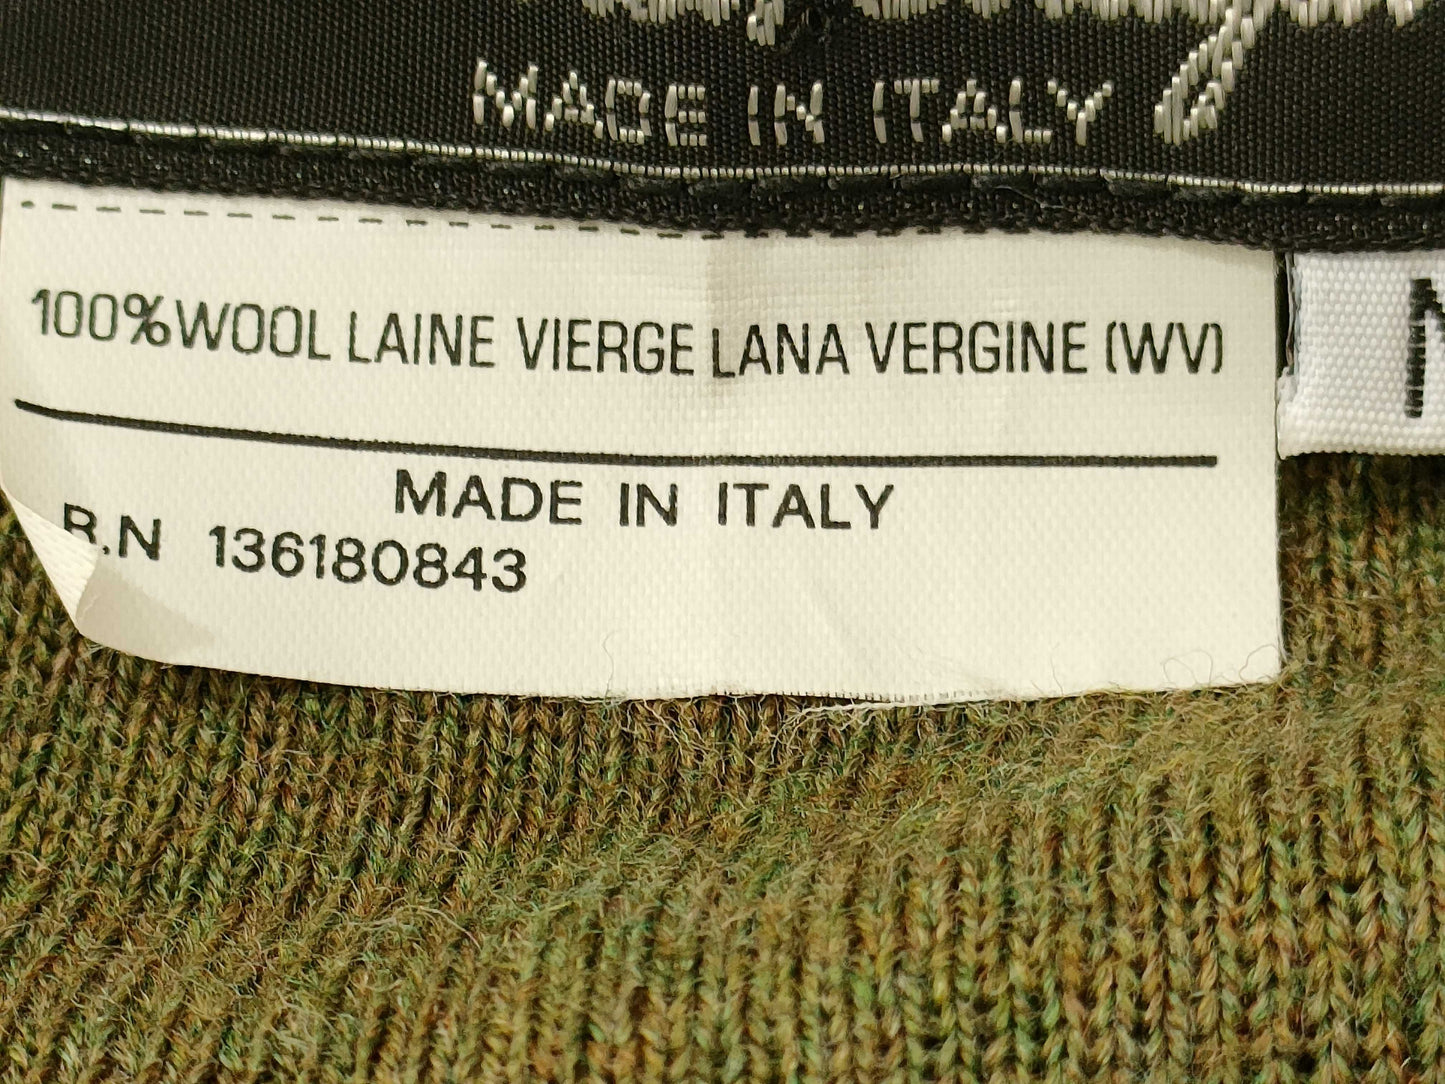 MADE IN ITALY
100%WOOL LAINE VIERGE LANA VERGINE (WV)
MADE IN ITALY
R.N 136180843